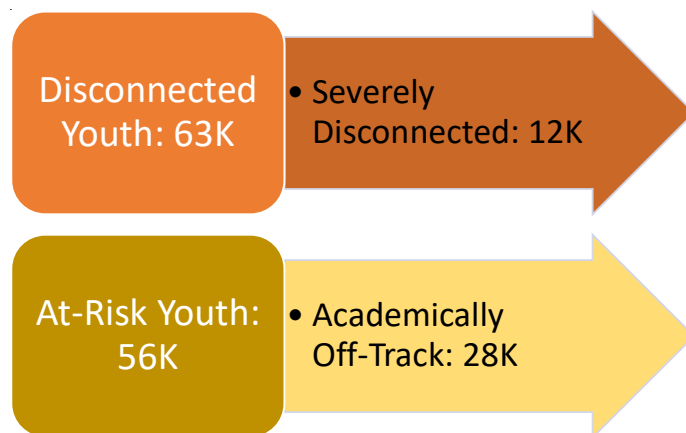 Disconnected
Youth: 63K
• Severely
Disconnected: 12K
At-Risk Youth:
56K
• Academically
Off-Track: 28K